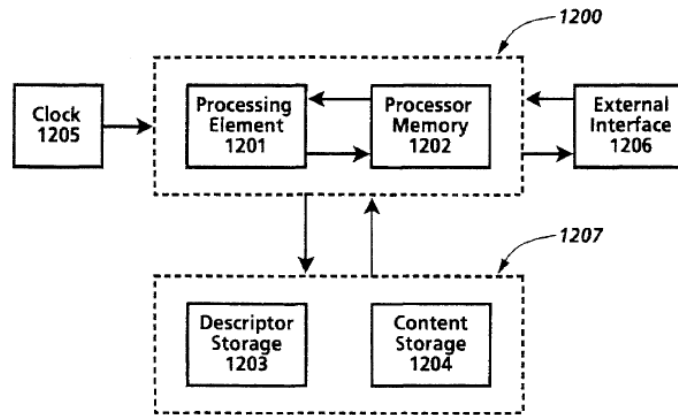 1200
Clock
1205
Processing
Element
1201
Processor
Memory
1202
External
Interface
1206
1207
Descriptor
Storage
1203
Content
Storage
1204